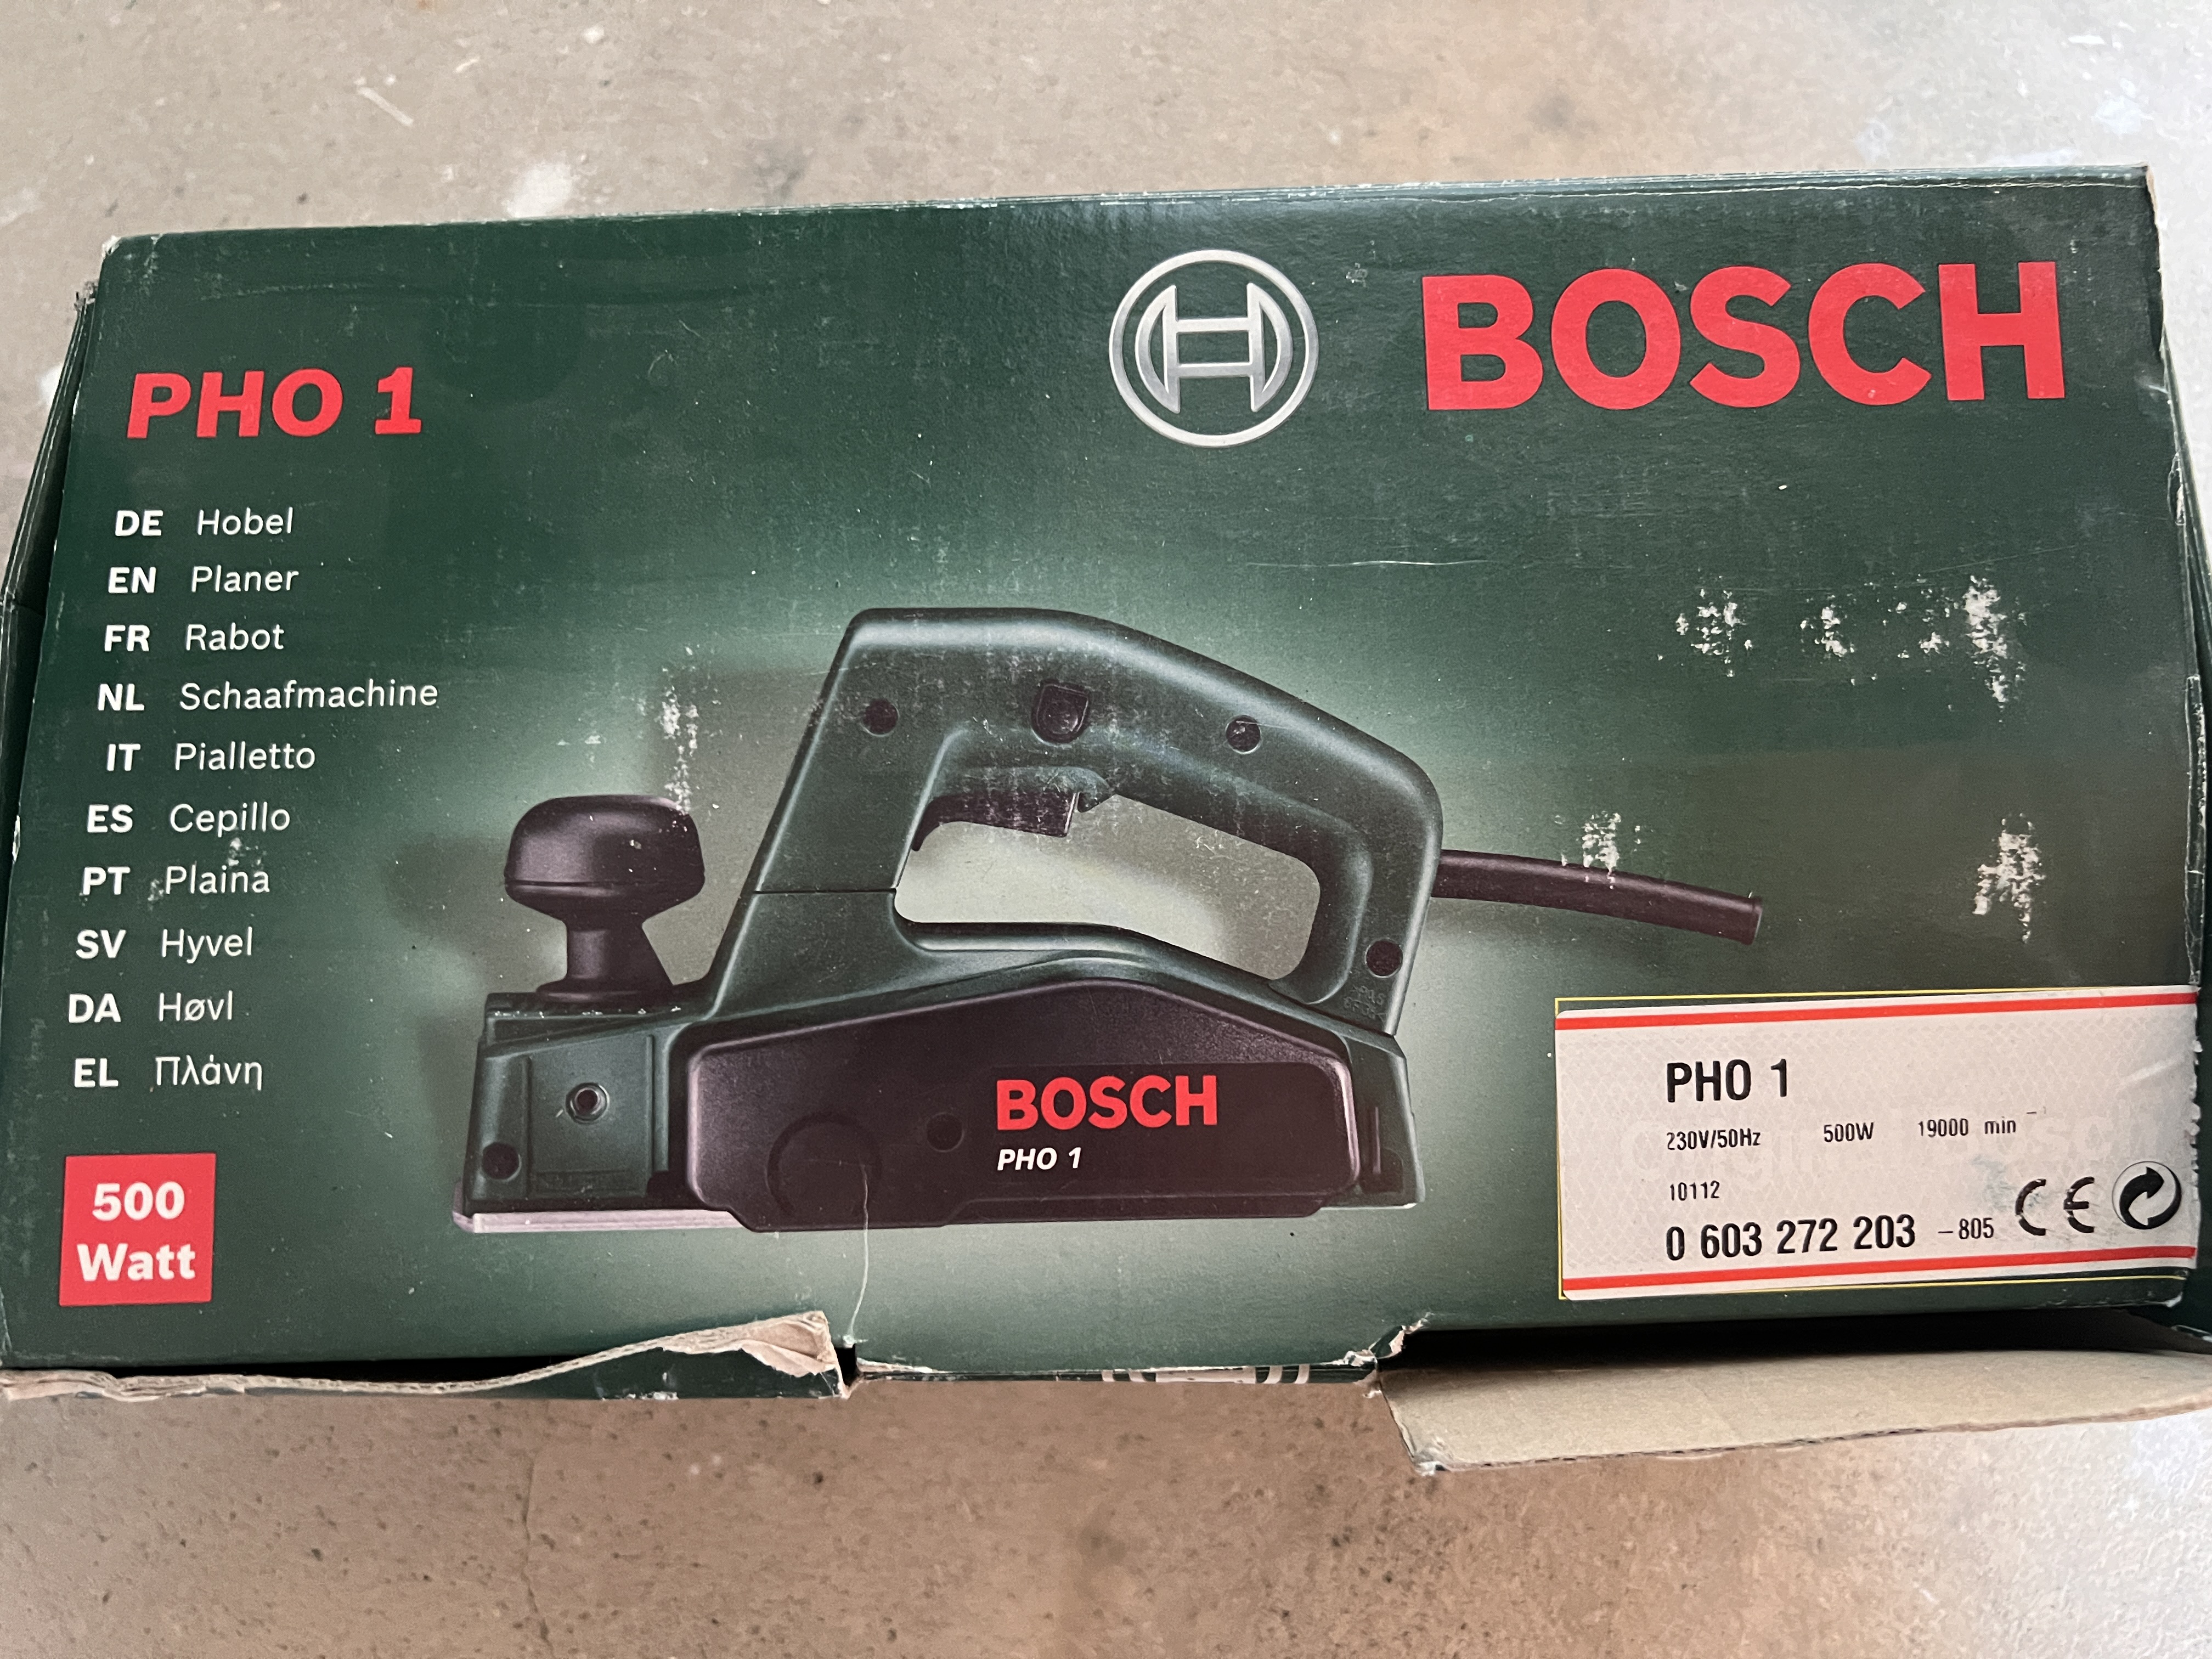 BOSCH
PHO 1
DE Hobel
EN Planer
FR Rabot
NL Schaafmachine
IT Pialletto
ES Cepillo
PT Plaina
SV Hyvel
DA Høvl
EL Πλάνη
500
Watt
BOSCH
PHO 1
PHO 1
230V/50Hz 500W 19000 min⁻¹
10112
0 603 272 203 -805 CE